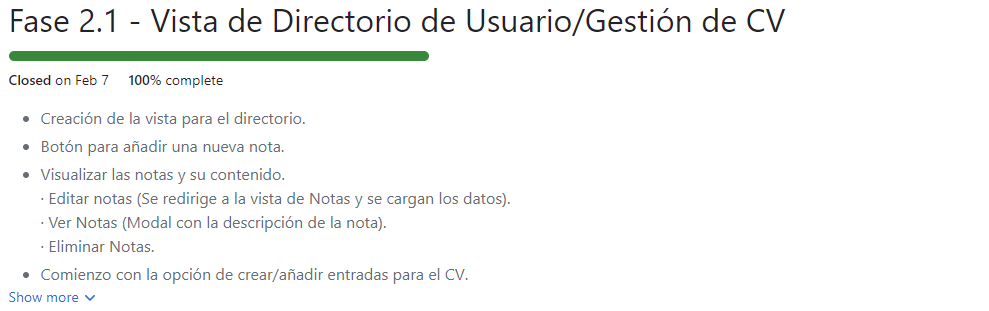 Fase 2.1 - Vista de Directorio de Usuario/Gestión de CV
Closed on Feb 7 100% complete
• Creación de la vista para el directorio.
• Botón para añadir una nueva nota.
• Visualizar las notas y su contenido.
· Editar notas (Se redirige a la vista de Notas y se cargan los datos).
· Ver Notas (Modal con la descripción de la nota).
· Eliminar Notas.
• Comienzo con la opción de crear/añadir entradas para el CV.
Show more